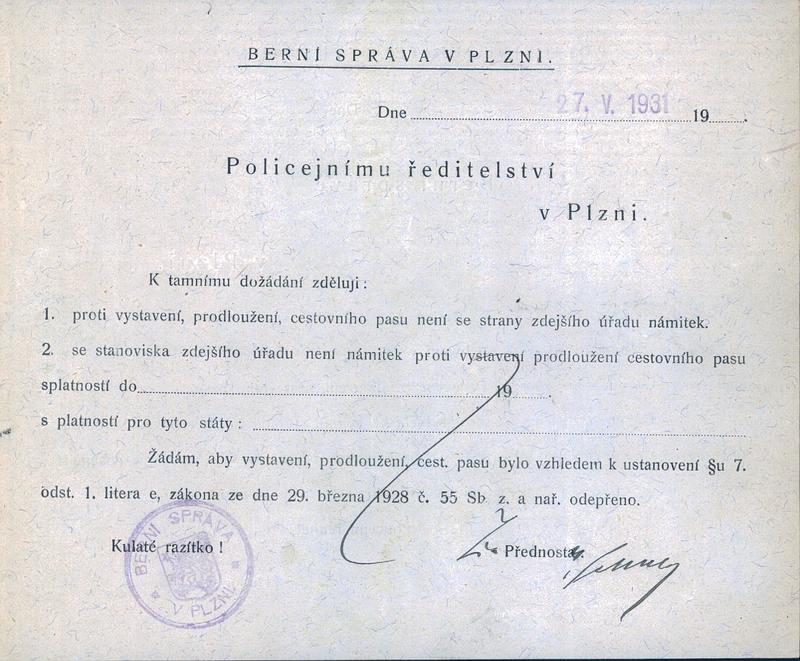 BERNÍ SPRÁVA V PLZNI.
Dne 27. V. 1931 19
Policejnímu ředitelství
v Plzni.
K tamnímu dožádání zděluji:
1. proti vystavení, prodloužení, cestovního pasu není se strany zdejšího úřadu námitek.
2. se stanoviska zdejšího úřadu není námitek proti vystavení prodloužení cestovního pasu
splatností do 19
s platností pro tyto státy:
Žádám, aby vystavení, prodloužení, cest. pasu bylo vzhledem k ustanovení §u 7.
odst. 1. litera e, zákona ze dne 29. března 1928 č. 55 Sb z. a nař. odepřeno.
Kulaté razítko!
Přednosta:
BERNÍ SPRÁVA
V PLZNI